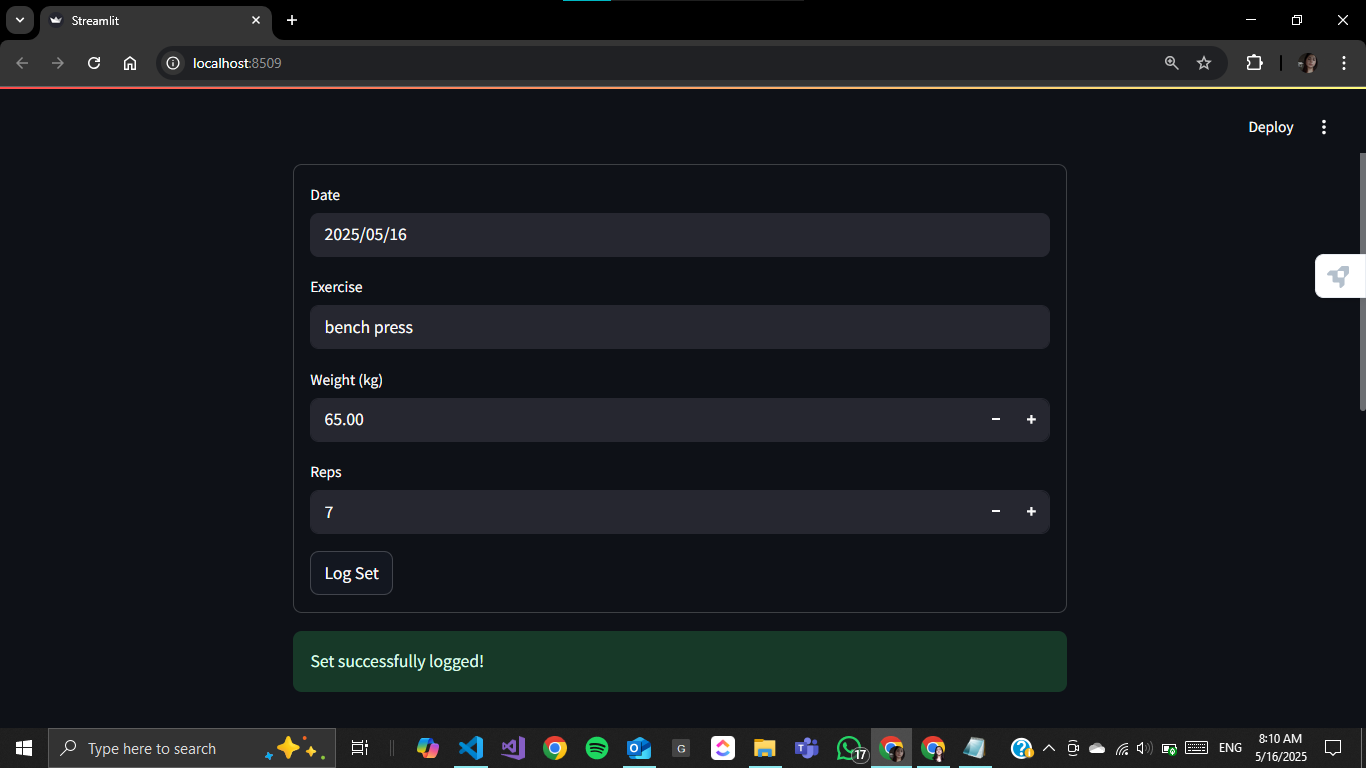 Streamlit
localhost:8509
Deploy
Date
2025/05/16
Exercise
bench press
Weight (kg)
65.00
Reps
7
Log Set
Set successfully logged!
Type here to search
G
17
ENG
8:10 AM
5/16/2025